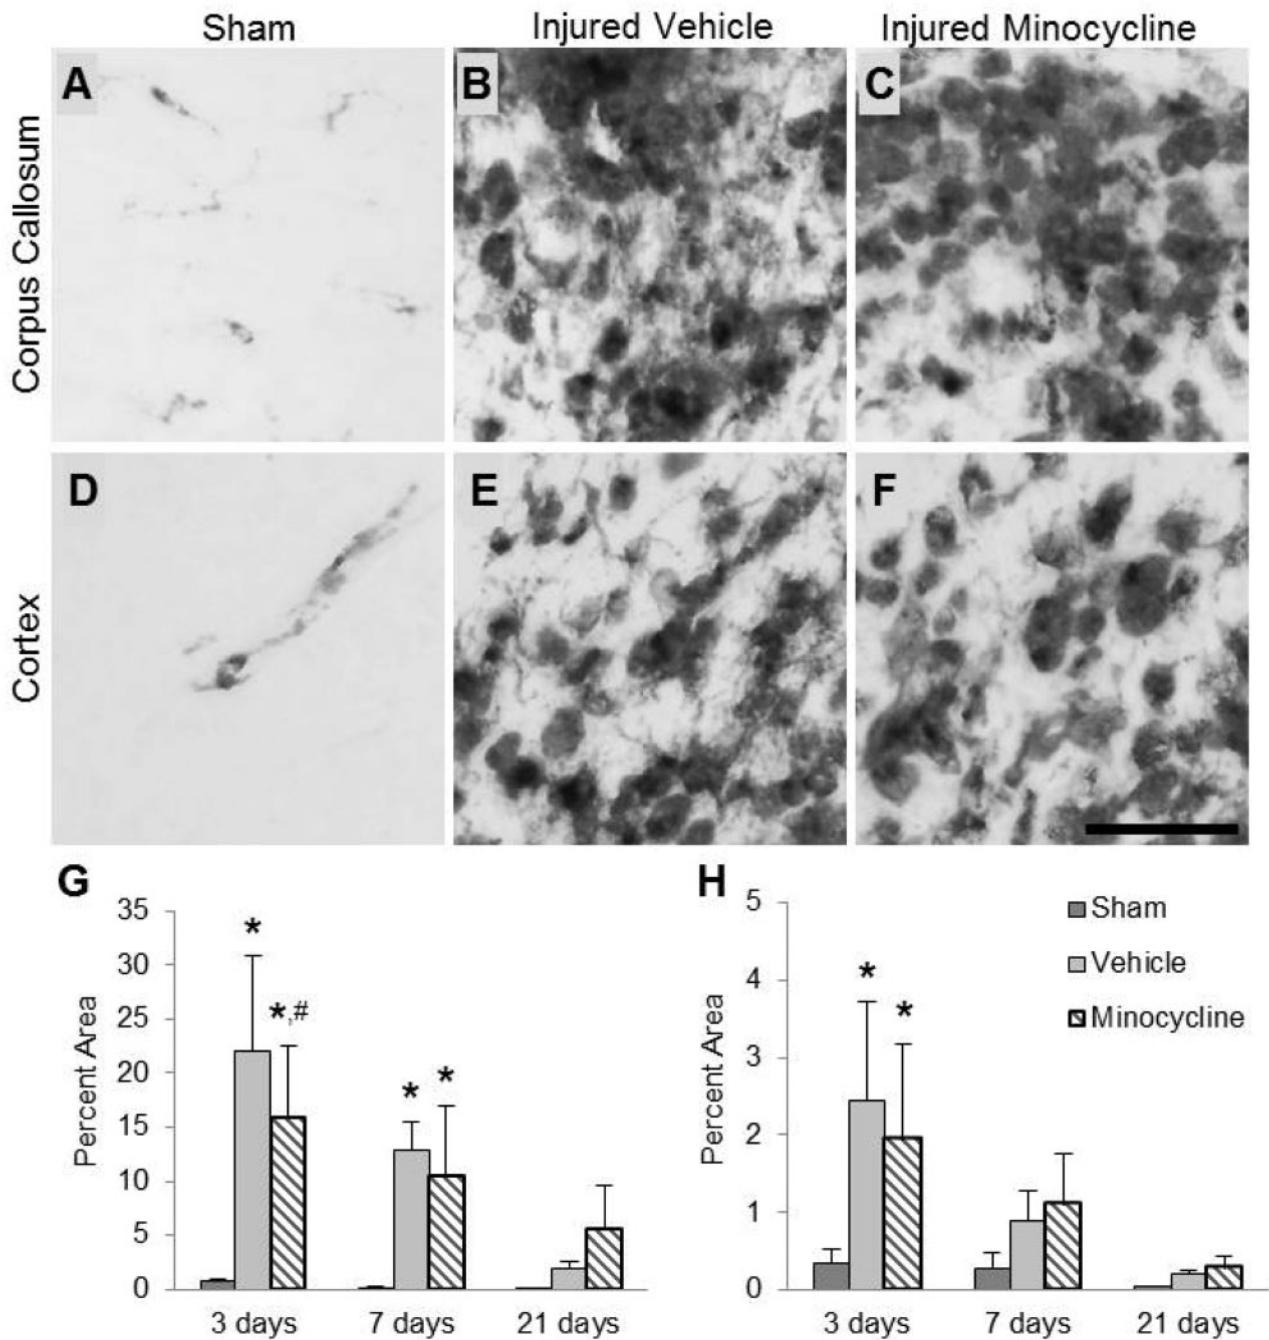 Sham
Injured Vehicle
Injured Minocycline
Corpus Callosum
A
B
C
Cortex
D
E
F
G
Percent Area
35
30
25
20
15
10
5
0
*
*,#
*
*
3 days
7 days
21 days
H
Percent Area
5
4
3
2
1
0
*
*
Sham
Vehicle
Minocycline
3 days
7 days
21 days